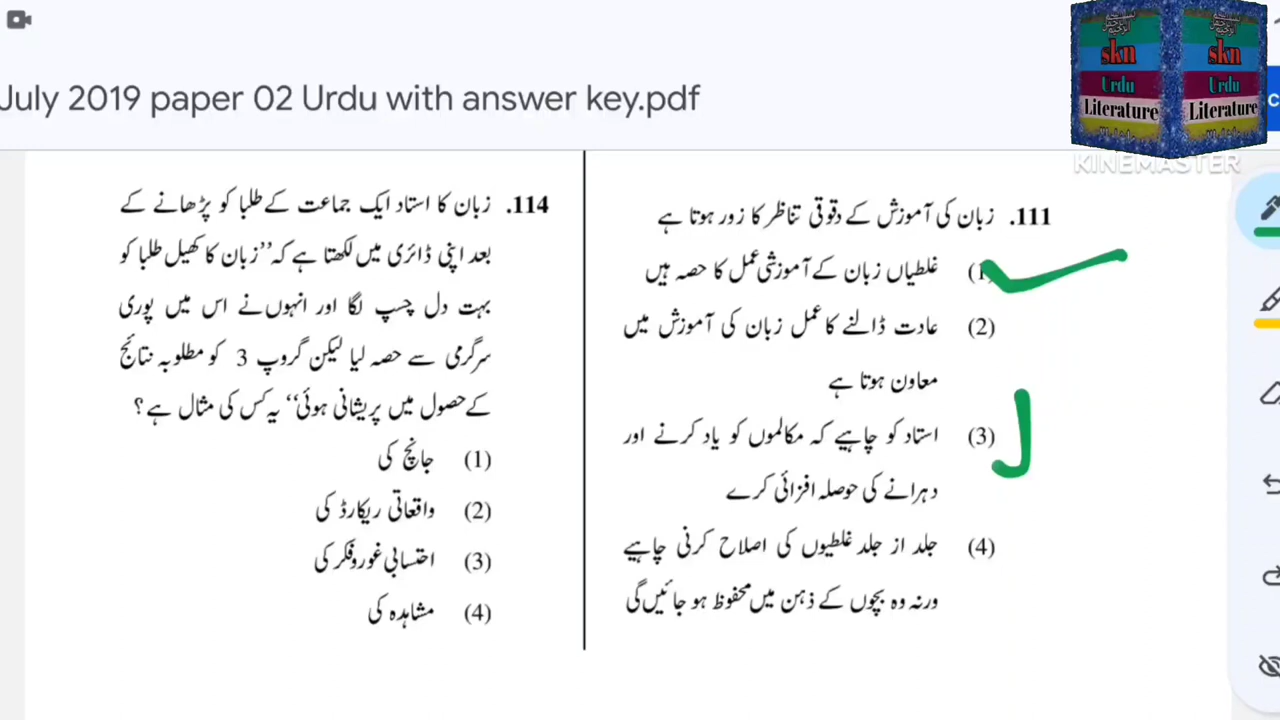 July 2019 paper 02 Urdu with answer key.pdf
skn
Urdu
Literature
skn
Urdu
Literature
KINEMASTER
111. زبان کی آموزش کے وقوفی تناظر کا زور ہوتا ہے
(1) غلطیاں زبان کے آموزشی عمل کا حصہ ہیں
(2) عادت ڈالنے کا عمل زبان کی آموزش میں
معاون ہوتا ہے
(3) استاد کو چاہیے کہ مکالموں کو یاد کرنے اور
دہرانے کی حوصلہ افزائی کرے
(4) جلد از جلد غلطیوں کی اصلاح کرنی چاہیے
ورنہ وہ بچوں کے ذہن میں محفوظ ہو جائیں گی
114. زبان کا استاد ایک جماعت کے طلبا کو پڑھانے کے
بعد اپنی ڈائری میں لکھتا ہے کہ ”زبان کا کھیل طلبا کو
بہت دل چسپ لگا اور انہوں نے اس میں پوری
سرگرمی سے حصہ لیا لیکن گروپ 3 کو مطلوبہ نتائج
کے حصول میں پریشانی ہوئی“ یہ کس کی مثال ہے؟
(1) جانچ کی
(2) واقعاتی ریکارڈ کی
(3) احتسابی غور و فکر کی
(4) مشاہدہ کی